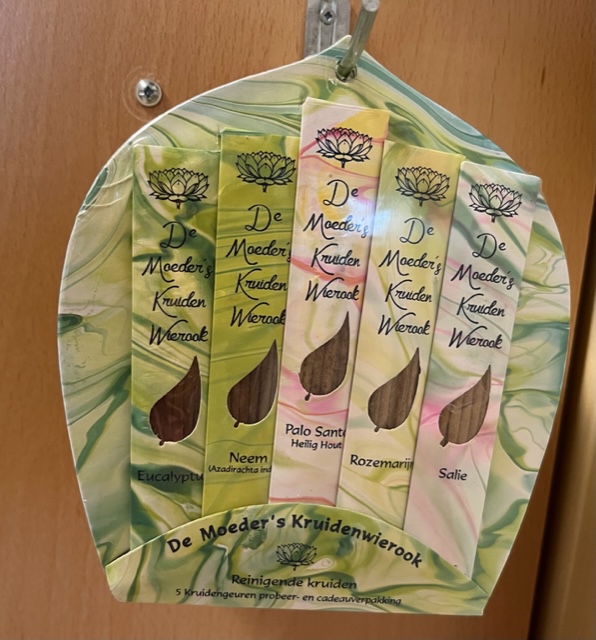 De
Moeder's
Kruiden
Wierook
Eucalyptu
De
Moeder's
Kruiden
Wierook
Neem
(Azadirachta ind
De
Moeder's
Kruiden
Wierook
Palo Sant
Heilig Hout
De
Moeder's
Kruiden
Wierook
Rozemarij
De
Moeder's
Kruiden
Wierook
Salie
De Moeder's Kruidenwierook
Reinigende kruiden
5 Kruidengeuren probeer- en cadeauverpakking